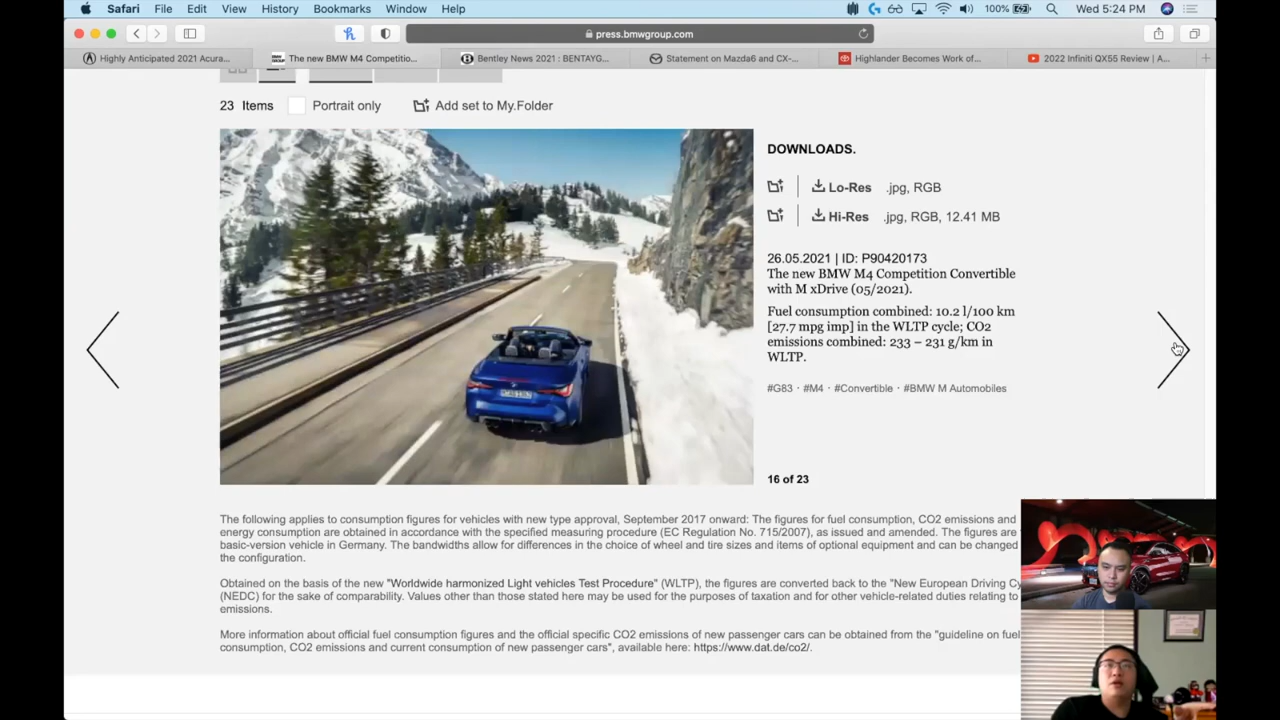 Safari File Edit View History Bookmarks Window Help 100% Wed 5:24 PM
press.bmwgroup.com
Highly Anticipated 2021 Acura... The new BMW M4 Competitio... Bentley News 2021 : BENTAYG... Statement on Mazda6 and CX-... Highlander Becomes Work of... 2022 Infiniti QX55 Review | A...
23 Items Portrait only Add set to My.Folder
DOWNLOADS.
Lo-Res .jpg, RGB
Hi-Res .jpg, RGB, 12.41 MB
26.05.2021 | ID: P90420173
The new BMW M4 Competition Convertible
with M xDrive (05/2021).
Fuel consumption combined: 10.2 l/100 km
[27.7 mpg imp] in the WLTP cycle; CO2
emissions combined: 233 – 231 g/km in
WLTP.
#G83 · #M4 · #Convertible · #BMW M Automobiles
16 of 23
The following applies to consumption figures for vehicles with new type approval, September 2017 onward: The figures for fuel consumption, CO2 emissions and
energy consumption are obtained in accordance with the specified measuring procedure (EC Regulation No. 715/2007), as issued and amended. The figures are
basic-version vehicle in Germany. The bandwidths allow for differences in the choice of wheel and tire sizes and items of optional equipment and can be changed
the configuration.
Obtained on the basis of the new "Worldwide harmonized Light vehicles Test Procedure" (WLTP), the figures are converted back to the "New European Driving Cy
(NEDC) for the sake of comparability. Values other than those stated here may be used for the purposes of taxation and for other vehicle-related duties relating to
emissions.
More information about official fuel consumption figures and the official specific CO2 emissions of new passenger cars can be obtained from the "guideline on fuel
consumption, CO2 emissions and current consumption of new passenger cars", available here: https://www.dat.de/co2/.